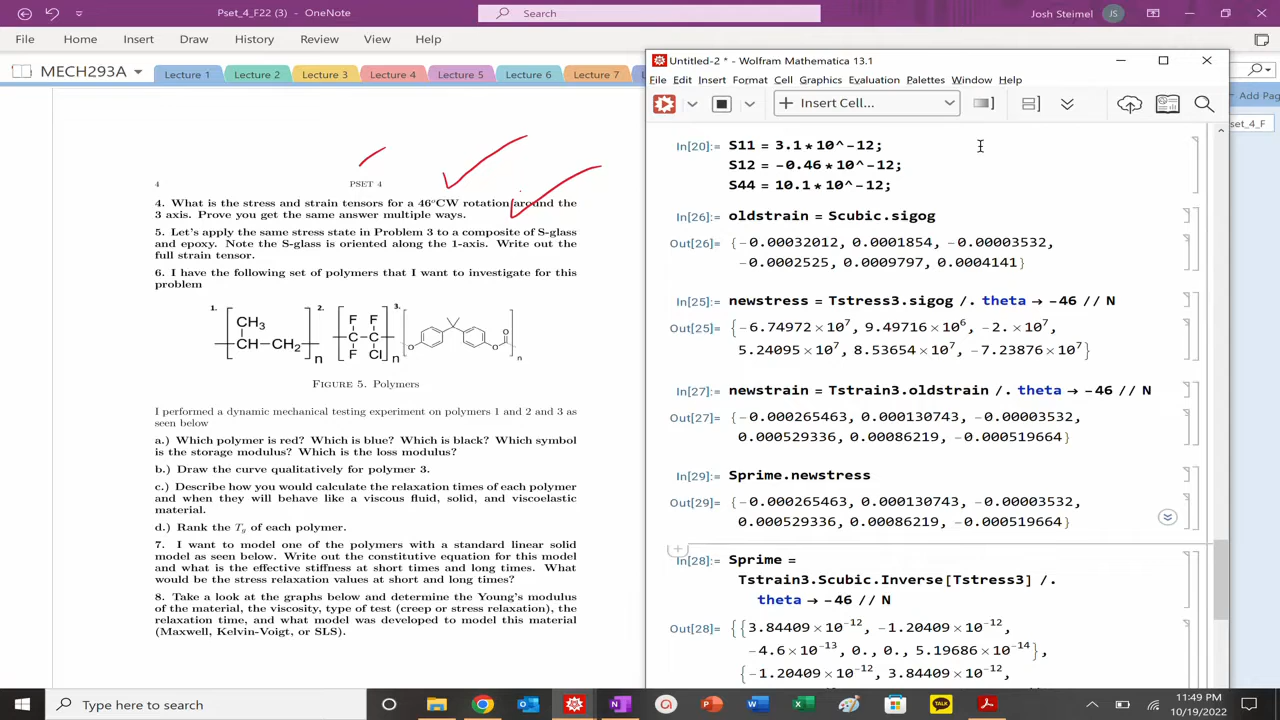 Pset_4_F22 (3) - OneNote
Search
Josh Steimel
JS
File Home Insert Draw History Review View Help
MECH293A
Lecture 1 Lecture 2 Lecture 3 Lecture 4 Lecture 5 Lecture 6 Lecture 7
Add Pag
set_4_F
4 PSET 4
4. What is the stress and strain tensors for a 46°CW rotation around the
3 axis. Prove you get the same answer multiple ways.
5. Let's apply the same stress state in Problem 3 to a composite of S-glass
and epoxy. Note the S-glass is oriented along the 1-axis. Write out the
full strain tensor.
6. I have the following set of polymers that I want to investigate for this
problem
1. 2. 3.
CH3
CH—CH2
n
F F
C—C
F Cl
n
O
O
O
n
FIGURE 5. Polymers
I performed a dynamic mechanical testing experiment on polymers 1 and 2 and 3 as
seen below
a.) Which polymer is red? Which is blue? Which is black? Which symbol
is the storage modulus? Which is the loss modulus?
b.) Draw the curve qualitatively for polymer 3.
c.) Describe how you would calculate the relaxation times of each polymer
and when they will behave like a viscous fluid, solid, and viscoelastic
material.
d.) Rank the Tg of each polymer.
7. I want to model one of the polymers with a standard linear solid
model as seen below. Write out the constitutive equation for this model
and what is the effective stiffness at short times and long times. What
would be the stress relaxation values at short and long times?
8. Take a look at the graphs below and determine the Young's modulus
of the material, the viscosity, type of test (creep or stress relaxation), the
relaxation time, and what model was developed to model this material
(Maxwell, Kelvin-Voigt, or SLS).
Untitled-2 * - Wolfram Mathematica 13.1
File Edit Insert Format Cell Graphics Evaluation Palettes Window Help
Insert Cell...
In[20]:= S11 = 3.1*10^-12;
S12 = -0.46*10^-12;
S44 = 10.1*10^-12;
In[26]:= oldstrain = Scubic.sigog
Out[26]= {-0.00032012, 0.0001854, -0.00003532,
-0.0002525, 0.0009797, 0.0004141}
In[25]:= newstress = Tstress3.sigog /. theta → -46 // N
Out[25]= {-6.74972×10^7, 9.49716×10^6, -2.×10^7,
5.24095×10^7, 8.53654×10^7, -7.23876×10^7}
In[27]:= newstrain = Tstrain3.oldstrain /. theta → -46 // N
Out[27]= {-0.000265463, 0.000130743, -0.00003532,
0.000529336, 0.00086219, -0.000519664}
In[29]:= Sprime.newstress
Out[29]= {-0.000265463, 0.000130743, -0.00003532,
0.000529336, 0.00086219, -0.000519664}
In[28]:= Sprime =
Tstrain3.Scubic.Inverse[Tstress3] /.
theta → -46 // N
Out[28]= {{3.84409×10^-12, -1.20409×10^-12,
-4.6×10^-13, 0., 0., 5.19686×10^-14},
{-1.20409×10^-12, 3.84409×10^-12,
Type here to search
TALK
11:49 PM
10/19/2022